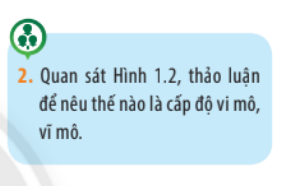 2. Quan sát Hình 1.2, thảo luận
để nêu thế nào là cấp độ vi mô,
vĩ mô.